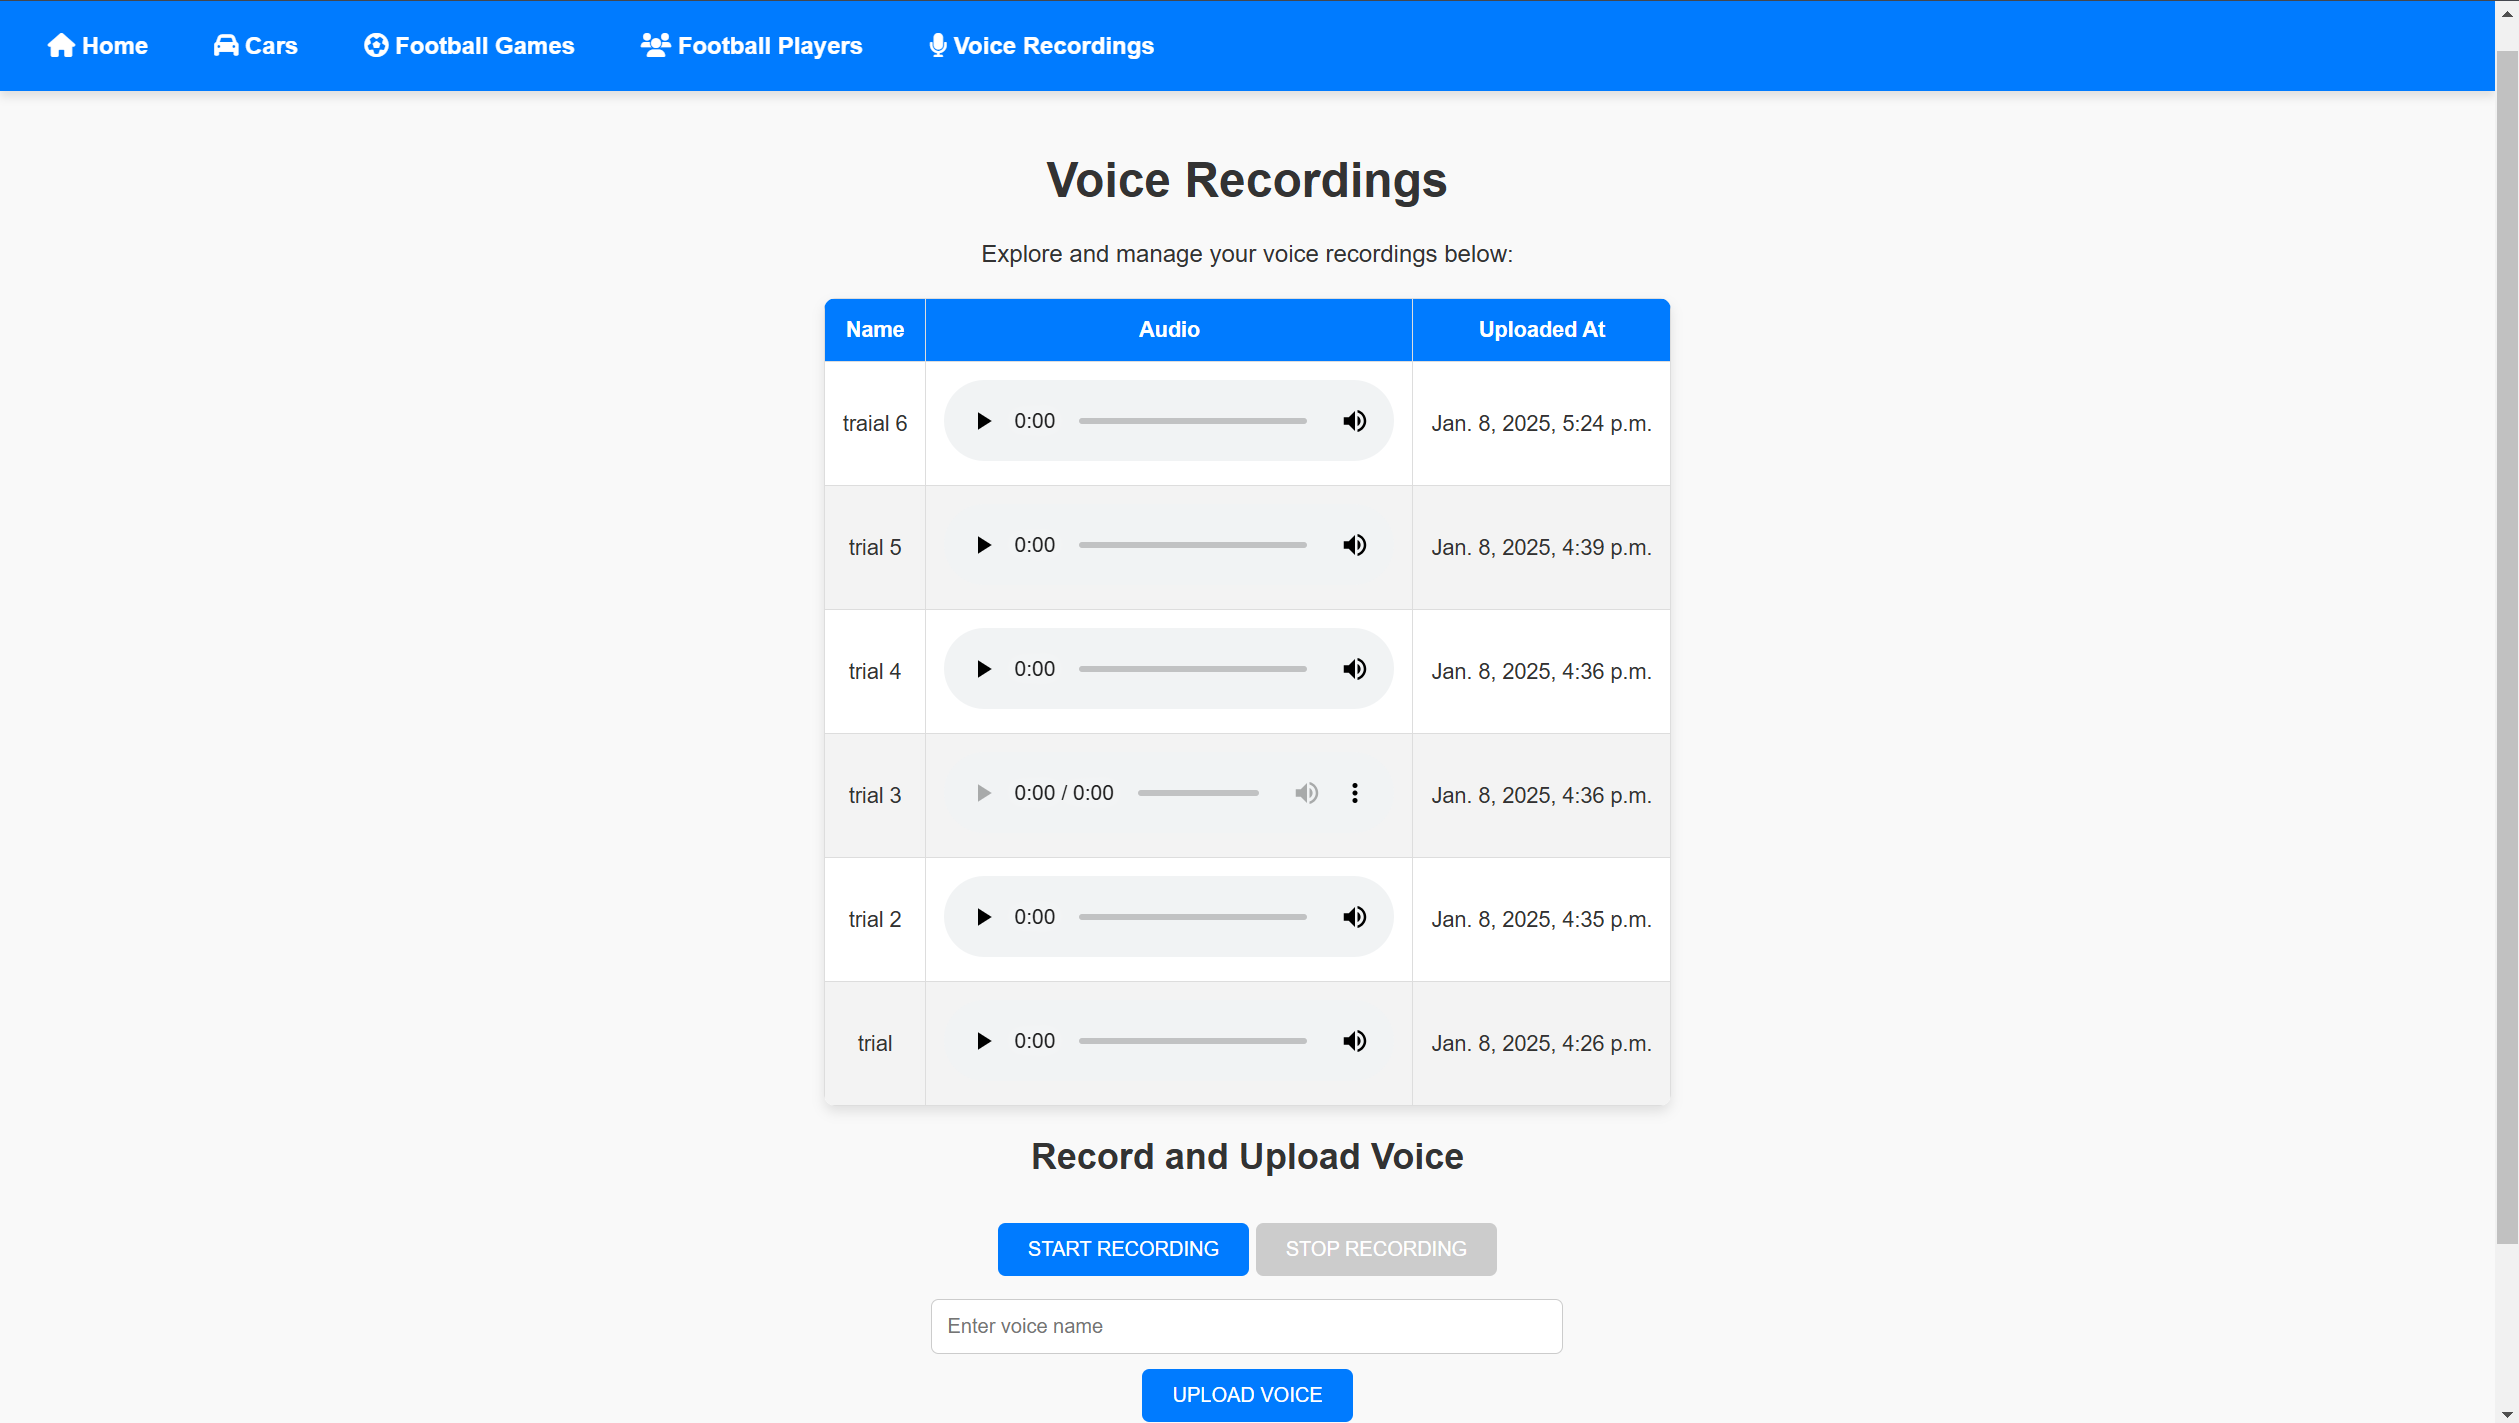 Home Cars Football Games Football Players Voice Recordings
Voice Recordings
Explore and manage your voice recordings below:
Name Audio Uploaded At
traial 6 0:00 Jan. 8, 2025, 5:24 p.m.
trial 5 0:00 Jan. 8, 2025, 4:39 p.m.
trial 4 0:00 Jan. 8, 2025, 4:36 p.m.
trial 3 0:00 / 0:00 Jan. 8, 2025, 4:36 p.m.
trial 2 0:00 Jan. 8, 2025, 4:35 p.m.
trial 0:00 Jan. 8, 2025, 4:26 p.m.
Record and Upload Voice
START RECORDING STOP RECORDING
Enter voice name
UPLOAD VOICE